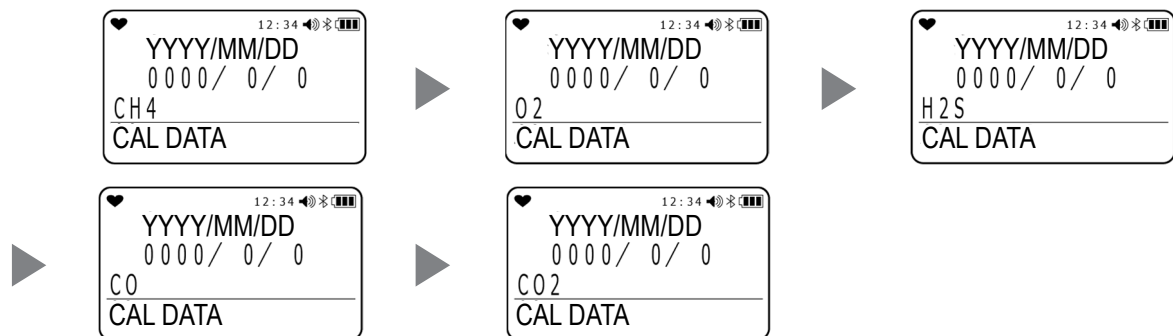 12:34
YYYY/MM/DD
0000/ 0/ 0
CH4
CAL DATA
12:34
YYYY/MM/DD
0000/ 0/ 0
O2
CAL DATA
12:34
YYYY/MM/DD
0000/ 0/ 0
H2S
CAL DATA
12:34
YYYY/MM/DD
0000/ 0/ 0
CO
CAL DATA
12:34
YYYY/MM/DD
0000/ 0/ 0
CO2
CAL DATA